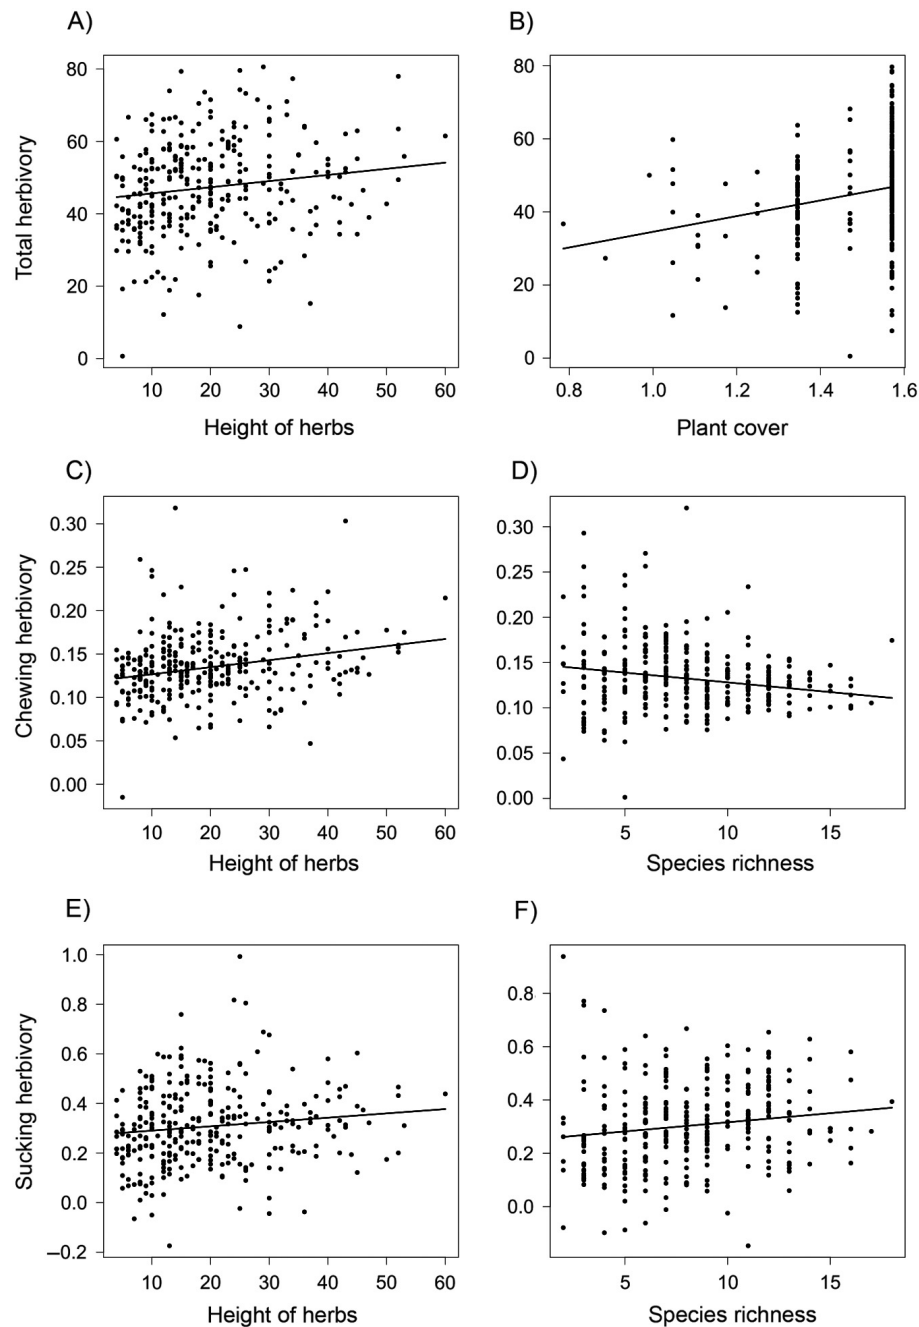 A)
B)
Total herbivory
80
60
40
20
0
10 20 30 40 50 60
Height of herbs
80
60
40
20
0
0.8 1.0 1.2 1.4 1.6
Plant cover
C)
D)
Chewing herbivory
0.30
0.25
0.20
0.15
0.10
0.05
0.00
10 20 30 40 50 60
Height of herbs
0.30
0.25
0.20
0.15
0.10
0.05
0.00
5 10 15
Species richness
E)
F)
Sucking herbivory
1.0
0.8
0.6
0.4
0.2
0.0
–0.2
10 20 30 40 50 60
Height of herbs
0.8
0.6
0.4
0.2
0.0
5 10 15
Species richness